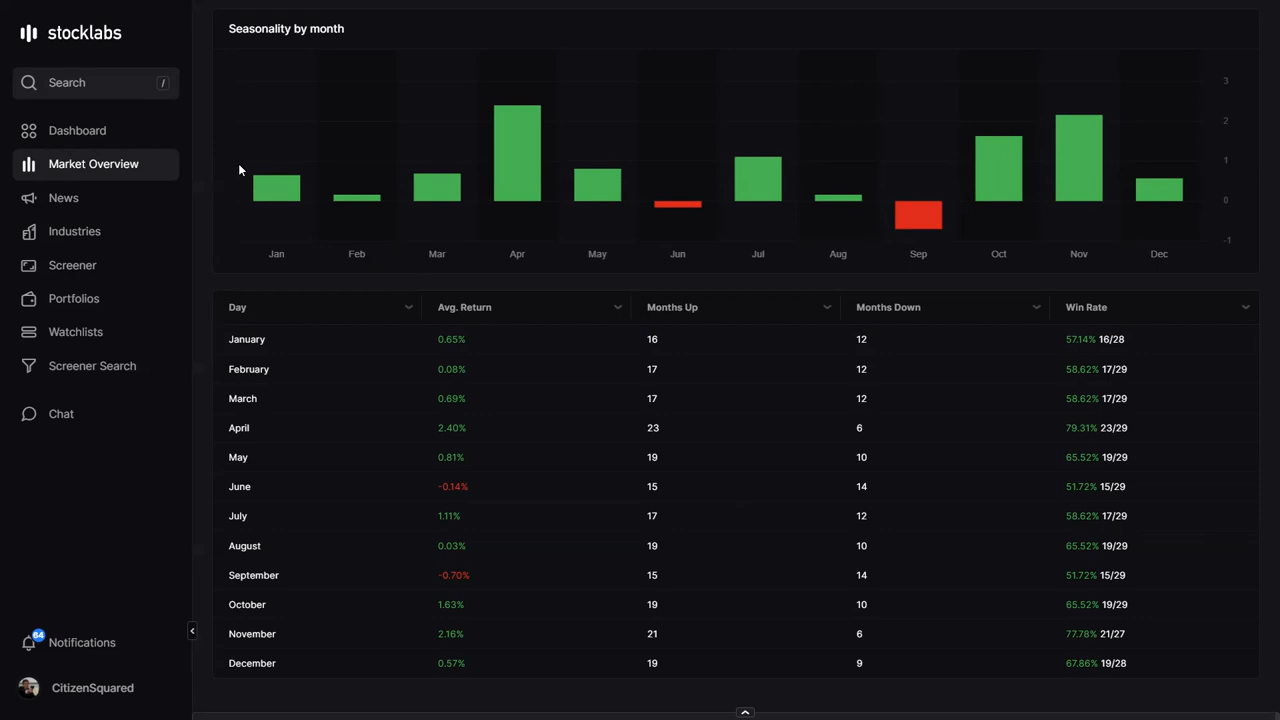 stocklabs
Search /
Dashboard
Market Overview
News
Industries
Screener
Portfolios
Watchlists
Screener Search
Chat
64
Notifications
CitizenSquared
Seasonality by month
3
2
1
0
-1
Jan Feb Mar Apr May Jun Jul Aug Sep Oct Nov Dec
Day Avg. Return Months Up Months Down Win Rate
January 0.65% 16 12 57.14% 16/28
February 0.08% 17 12 58.62% 17/29
March 0.69% 17 12 58.62% 17/29
April 2.40% 23 6 79.31% 23/29
May 0.81% 19 10 65.52% 19/29
June -0.14% 15 14 51.72% 15/29
July 1.11% 17 12 58.62% 17/29
August 0.03% 19 10 65.52% 19/29
September -0.70% 15 14 51.72% 15/29
October 1.63% 19 10 65.52% 19/29
November 2.16% 21 6 77.78% 21/27
December 0.57% 19 9 67.86% 19/28